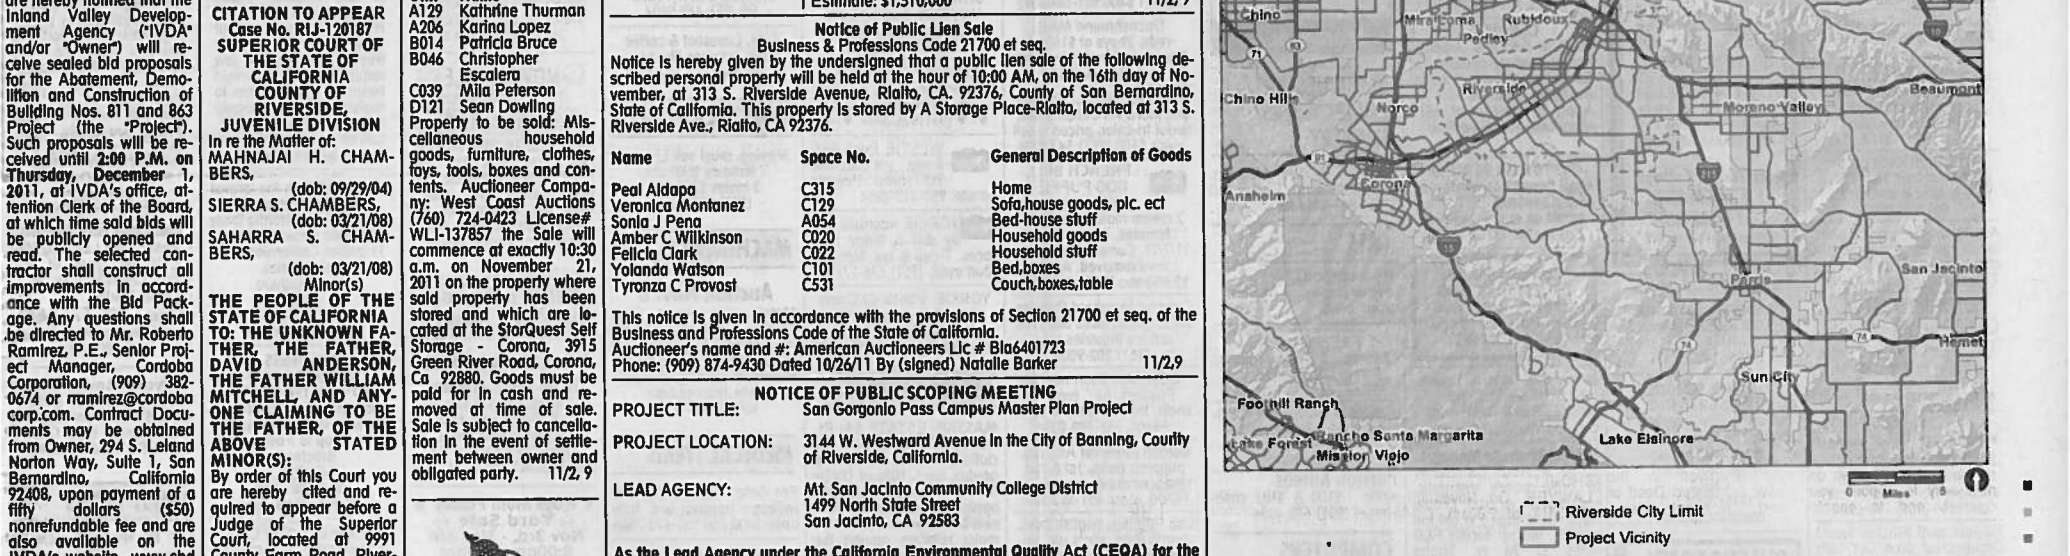 Inland Valley Develop-
ment Agency ("IVDA"
and/or "Owner") will re-
ceive sealed bid proposals
for the Abatement, Demo-
lition and Construction of
Building Nos. 811 and 863
Project (the "Project").
Such proposals will be re-
ceived until 2:00 P.M. on
Thursday, December 1,
2011, at IVDA's office, at-
tention Clerk of the Board,
at which time said bids will
be publicly opened and
read. The selected con-
tractor shall construct all
improvements in accord-
ance with the Bid Pack-
age. Any questions shall
be directed to Mr. Roberto
Ramirez, P.E., Senior Proj-
ect Manager, Cordoba
Corporation, (909) 382-
0674 or rramirez@cordoba
corp.com. Contract Docu-
ments may be obtained
from Owner, 294 S. Leland
Norton Way, Suite 1, San
Bernardino, California
92408, upon payment of a
fifty dollars ($50)
nonrefundable fee and are
also available on the
CITATION TO APPEAR
Case No. RIJ-120187
SUPERIOR COURT OF
THE STATE OF
CALIFORNIA
COUNTY OF
RIVERSIDE,
JUVENILE DIVISION
In re the Matter of:
MAHNAJAI H. CHAM-
BERS,
(dob: 09/29/04)
SIERRA S. CHAMBERS,
(dob: 03/21/08)
SAHARRA S. CHAM-
BERS,
(dob: 03/21/08)
Minor(s)
THE PEOPLE OF THE
STATE OF CALIFORNIA
TO: THE UNKNOWN FA-
THER, THE FATHER,
DAVID ANDERSON,
THE FATHER WILLIAM
MITCHELL, AND ANY-
ONE CLAIMING TO BE
THE FATHER, OF THE
ABOVE STATED
MINOR(S):
By order of this Court you
are hereby cited and re-
quired to appear before a
Judge of the Superior
Court, located at 9991
County Farm Road, River-
A129 Kathrine Thurman
A206 Karina Lopez
B014 Patricia Bruce
B046 Christopher
Escalera
C039 Mila Peterson
D121 Sean Dowling
Property to be sold: Mis-
cellaneous household
goods, furniture, clothes,
toys, tools, boxes and con-
tents. Auctioneer Compa-
ny: West Coast Auctions
(760) 724-0423 License#
WLI-137857 the Sale will
commence at exactly 10:30
a.m. on November 21,
2011 on the property where
said property has been
stored and which are lo-
cated at the StorQuest Self
Storage - Corona, 3915
Green River Road, Corona,
Ca 92880. Goods must be
paid for in cash and re-
moved at time of sale.
Sale is subject to cancella-
tion in the event of settle-
ment between owner and
obligated party. 11/2, 9
Estimate: $1,510,000 11/2, 9
Notice of Public Lien Sale
Business & Professions Code 21700 et seq.
Notice is hereby given by the undersigned that a public lien sale of the following de-
scribed personal property will be held at the hour of 10:00 AM, on the 16th day of No-
vember, at 313 S. Riverside Avenue, Rialto, CA. 92376, County of San Bernardino,
State of California. This property is stored by A Storage Place-Rialto, located at 313 S.
Riverside Ave., Rialto, CA 92376.
Name Space No. General Description of Goods
Peal Aldapa C315 Home
Veronica Montanez C129 Sofa,house goods, pic. ect
Sonia J Pena A054 Bed-house stuff
Amber C Wilkinson C020 Household goods
Felicia Clark C022 Household stuff
Yolanda Watson C101 Bed,boxes
Tyronza C Provost C531 Couch,boxes,table
This notice is given in accordance with the provisions of Section 21700 et seq. of the
Business and Professions Code of the State of California.
Auctioneer's name and #: American Auctioneers Lic # Bla6401723
Phone: (909) 874-9430 Dated 10/26/11 By (signed) Natalie Barker 11/2,9
NOTICE OF PUBLIC SCOPING MEETING
PROJECT TITLE: San Gorgonio Pass Campus Master Plan Project
PROJECT LOCATION: 3144 W. Westward Avenue in the City of Banning, County
of Riverside, California.
LEAD AGENCY: Mt. San Jacinto Community College District
1499 North State Street
San Jacinto, CA 92583
As the Lead Agency under the California Environmental Quality Act (CEQA) for the
Chino
Mira Loma
Rubidoux
Pedley
71
Chino Hills
Norco
Riverside
Moreno Valley
Beaumont
91
Corona
Anaheim
215
15
San Jacinto
Perris
74
74
Hemet
Sun City
Foothill Ranch
Lake Forest
Rancho Santa Margarita
Mission Viejo
Lake Elsinore
0 Miles 5
Riverside City Limit
Project Vicinity